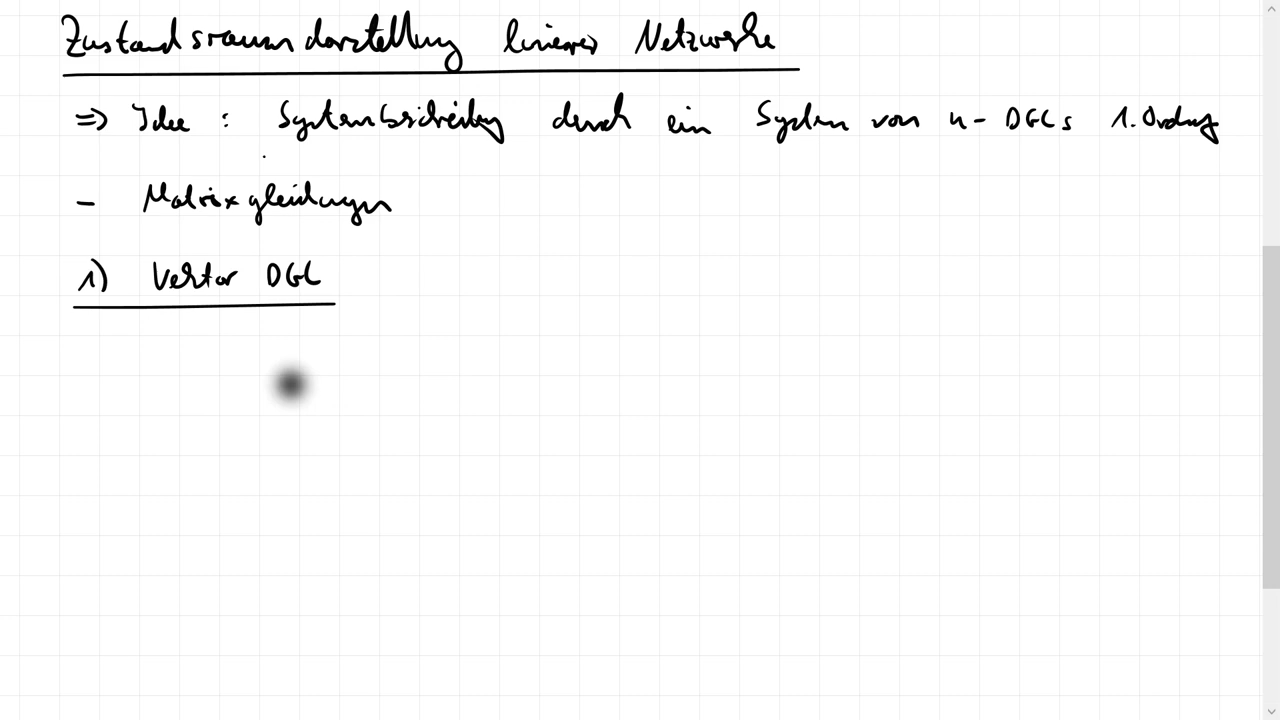 Zustandsraumdarstellung linearer Netzwerke
=> Idee : Systembeschreibung durch ein System von n - DGLs 1. Ordnung
- Matrixgleichungen
1) Vektor DGL